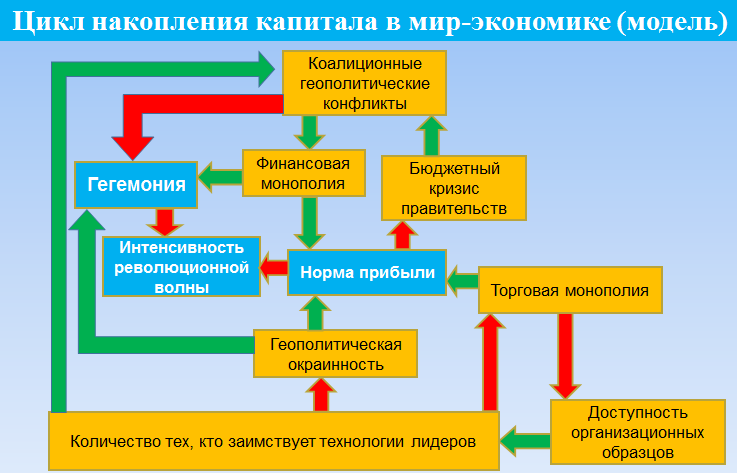 Цикл накопления капитала в мир-экономике (модель)
Коалиционные
геополитические
конфликты
Гегемония
Финансовая
монополия
Бюджетный
кризис
правительств
Интенсивность
революционной
волны
Норма прибыли
Торговая монополия
Геополитическая
окраинность
Количество тех, кто заимствует технологии лидеров
Доступность
организационных
образцов